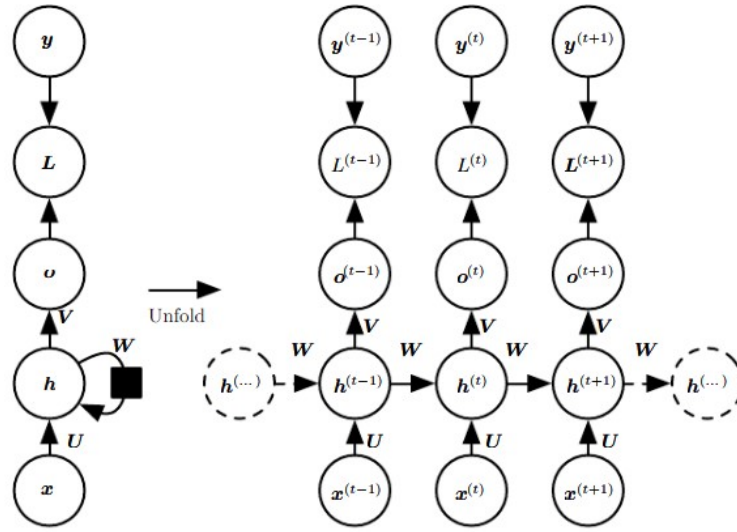 y y^(t−1) y^(t) y^(t+1)
L L^(t−1) L^(t) L^(t+1)
o o^(t−1) o^(t) o^(t+1)
Unfold
V V V V
W W W W W
h h^(...) h^(t−1) h^(t) h^(t+1) h^(...)
U U U U
x x^(t−1) x^(t) x^(t+1)